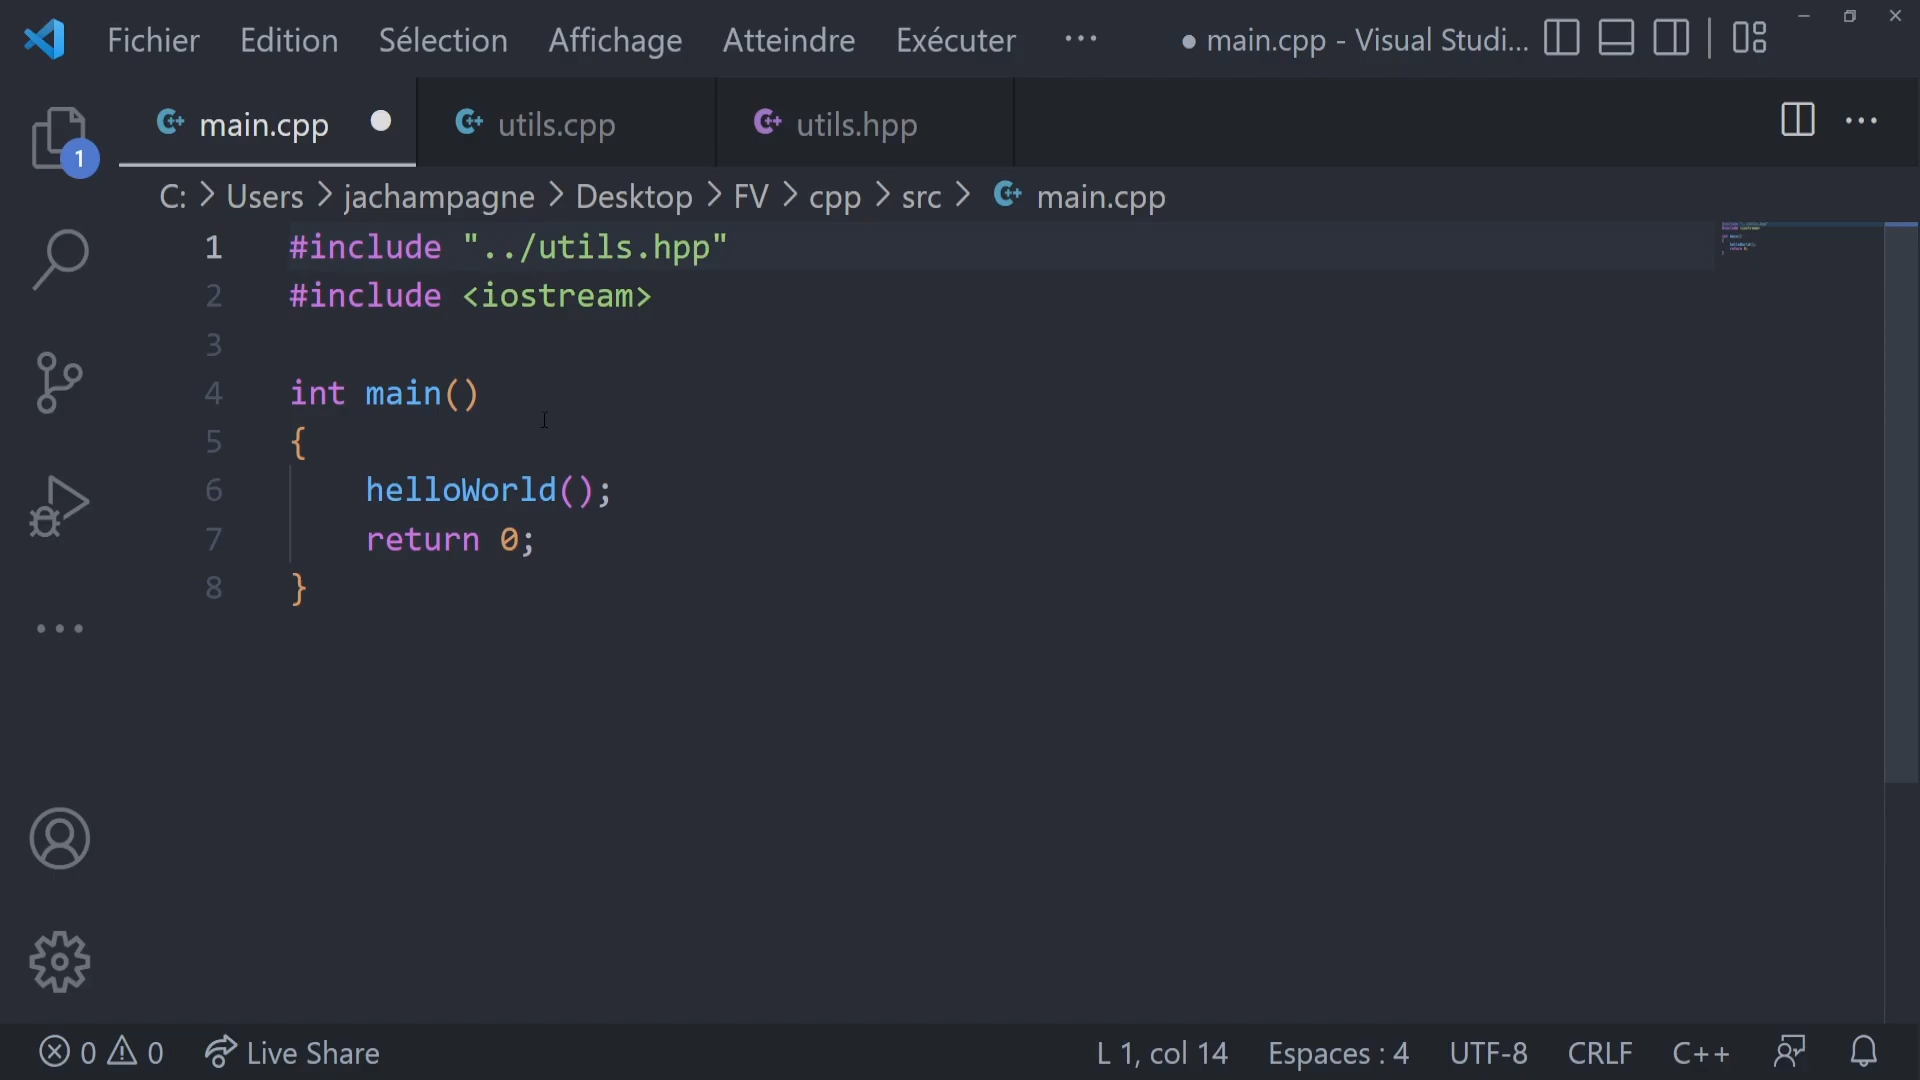 Fichier Edition Sélection Affichage Atteindre Exécuter ··· ● main.cpp - Visual Studi...
main.cpp utils.cpp utils.hpp
1
C: > Users > jachampagne > Desktop > FV > cpp > src > main.cpp
1 #include "../utils.hpp"
2 #include <iostream>
3
4 int main()
5 {
6 helloWorld();
7 return 0;
8 }
0 0 Live Share L 1, col 14 Espaces : 4 UTF-8 CRLF C++